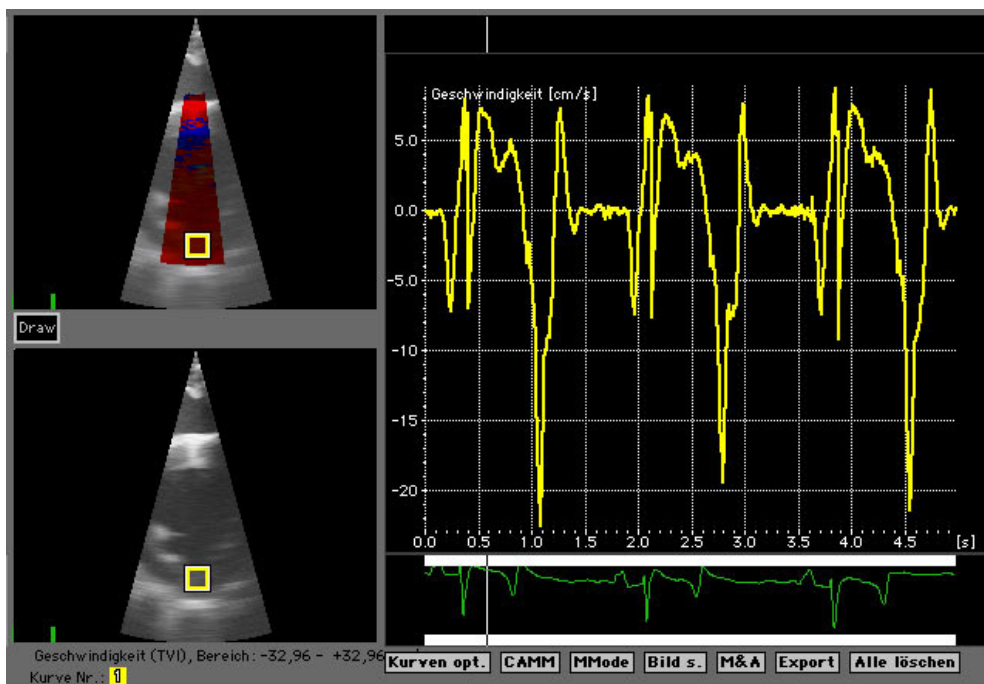 Geschwindigkeit [cm/s]
5.0
0.0
-5.0
-10
-15
-20
0.0 0.5 1.0 1.5 2.0 2.5 3.0 3.5 4.0 4.5 [s]
Draw
Geschwindigkeit (TVI), Bereich: -32,96 - +32,96
Kurve Nr.: 1
Kurven opt. CAMM MMode Bild s. M&A Export Alle löschen